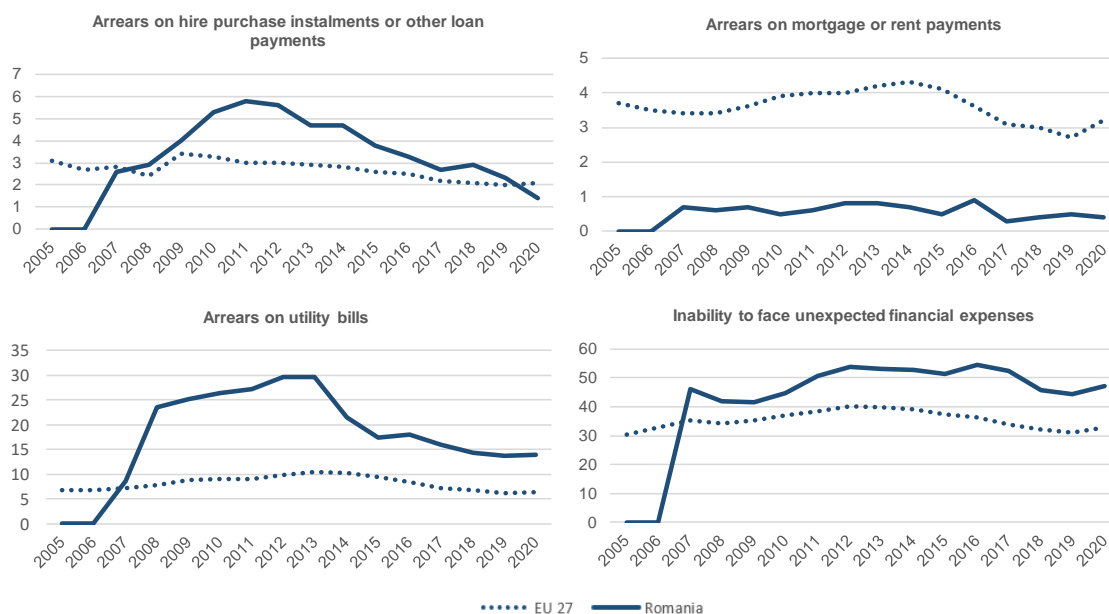 Arrears on hire purchase instalments or other loan
payments
7
6
5
4
3
2
1
0
2005 2006 2007 2008 2009 2010 2011 2012 2013 2014 2015 2016 2017 2018 2019 2020
Arrears on mortgage or rent payments
5
4
3
2
1
0
2005 2006 2007 2008 2009 2010 2011 2012 2013 2014 2015 2016 2017 2018 2019 2020
Arrears on utility bills
35
30
25
20
15
10
5
0
2005 2006 2007 2008 2009 2010 2011 2012 2013 2014 2015 2016 2017 2018 2019 2020
Inability to face unexpected financial expenses
60
50
40
30
20
10
0
2005 2006 2007 2008 2009 2010 2011 2012 2013 2014 2015 2016 2017 2018 2019 2020
EU 27 Romania